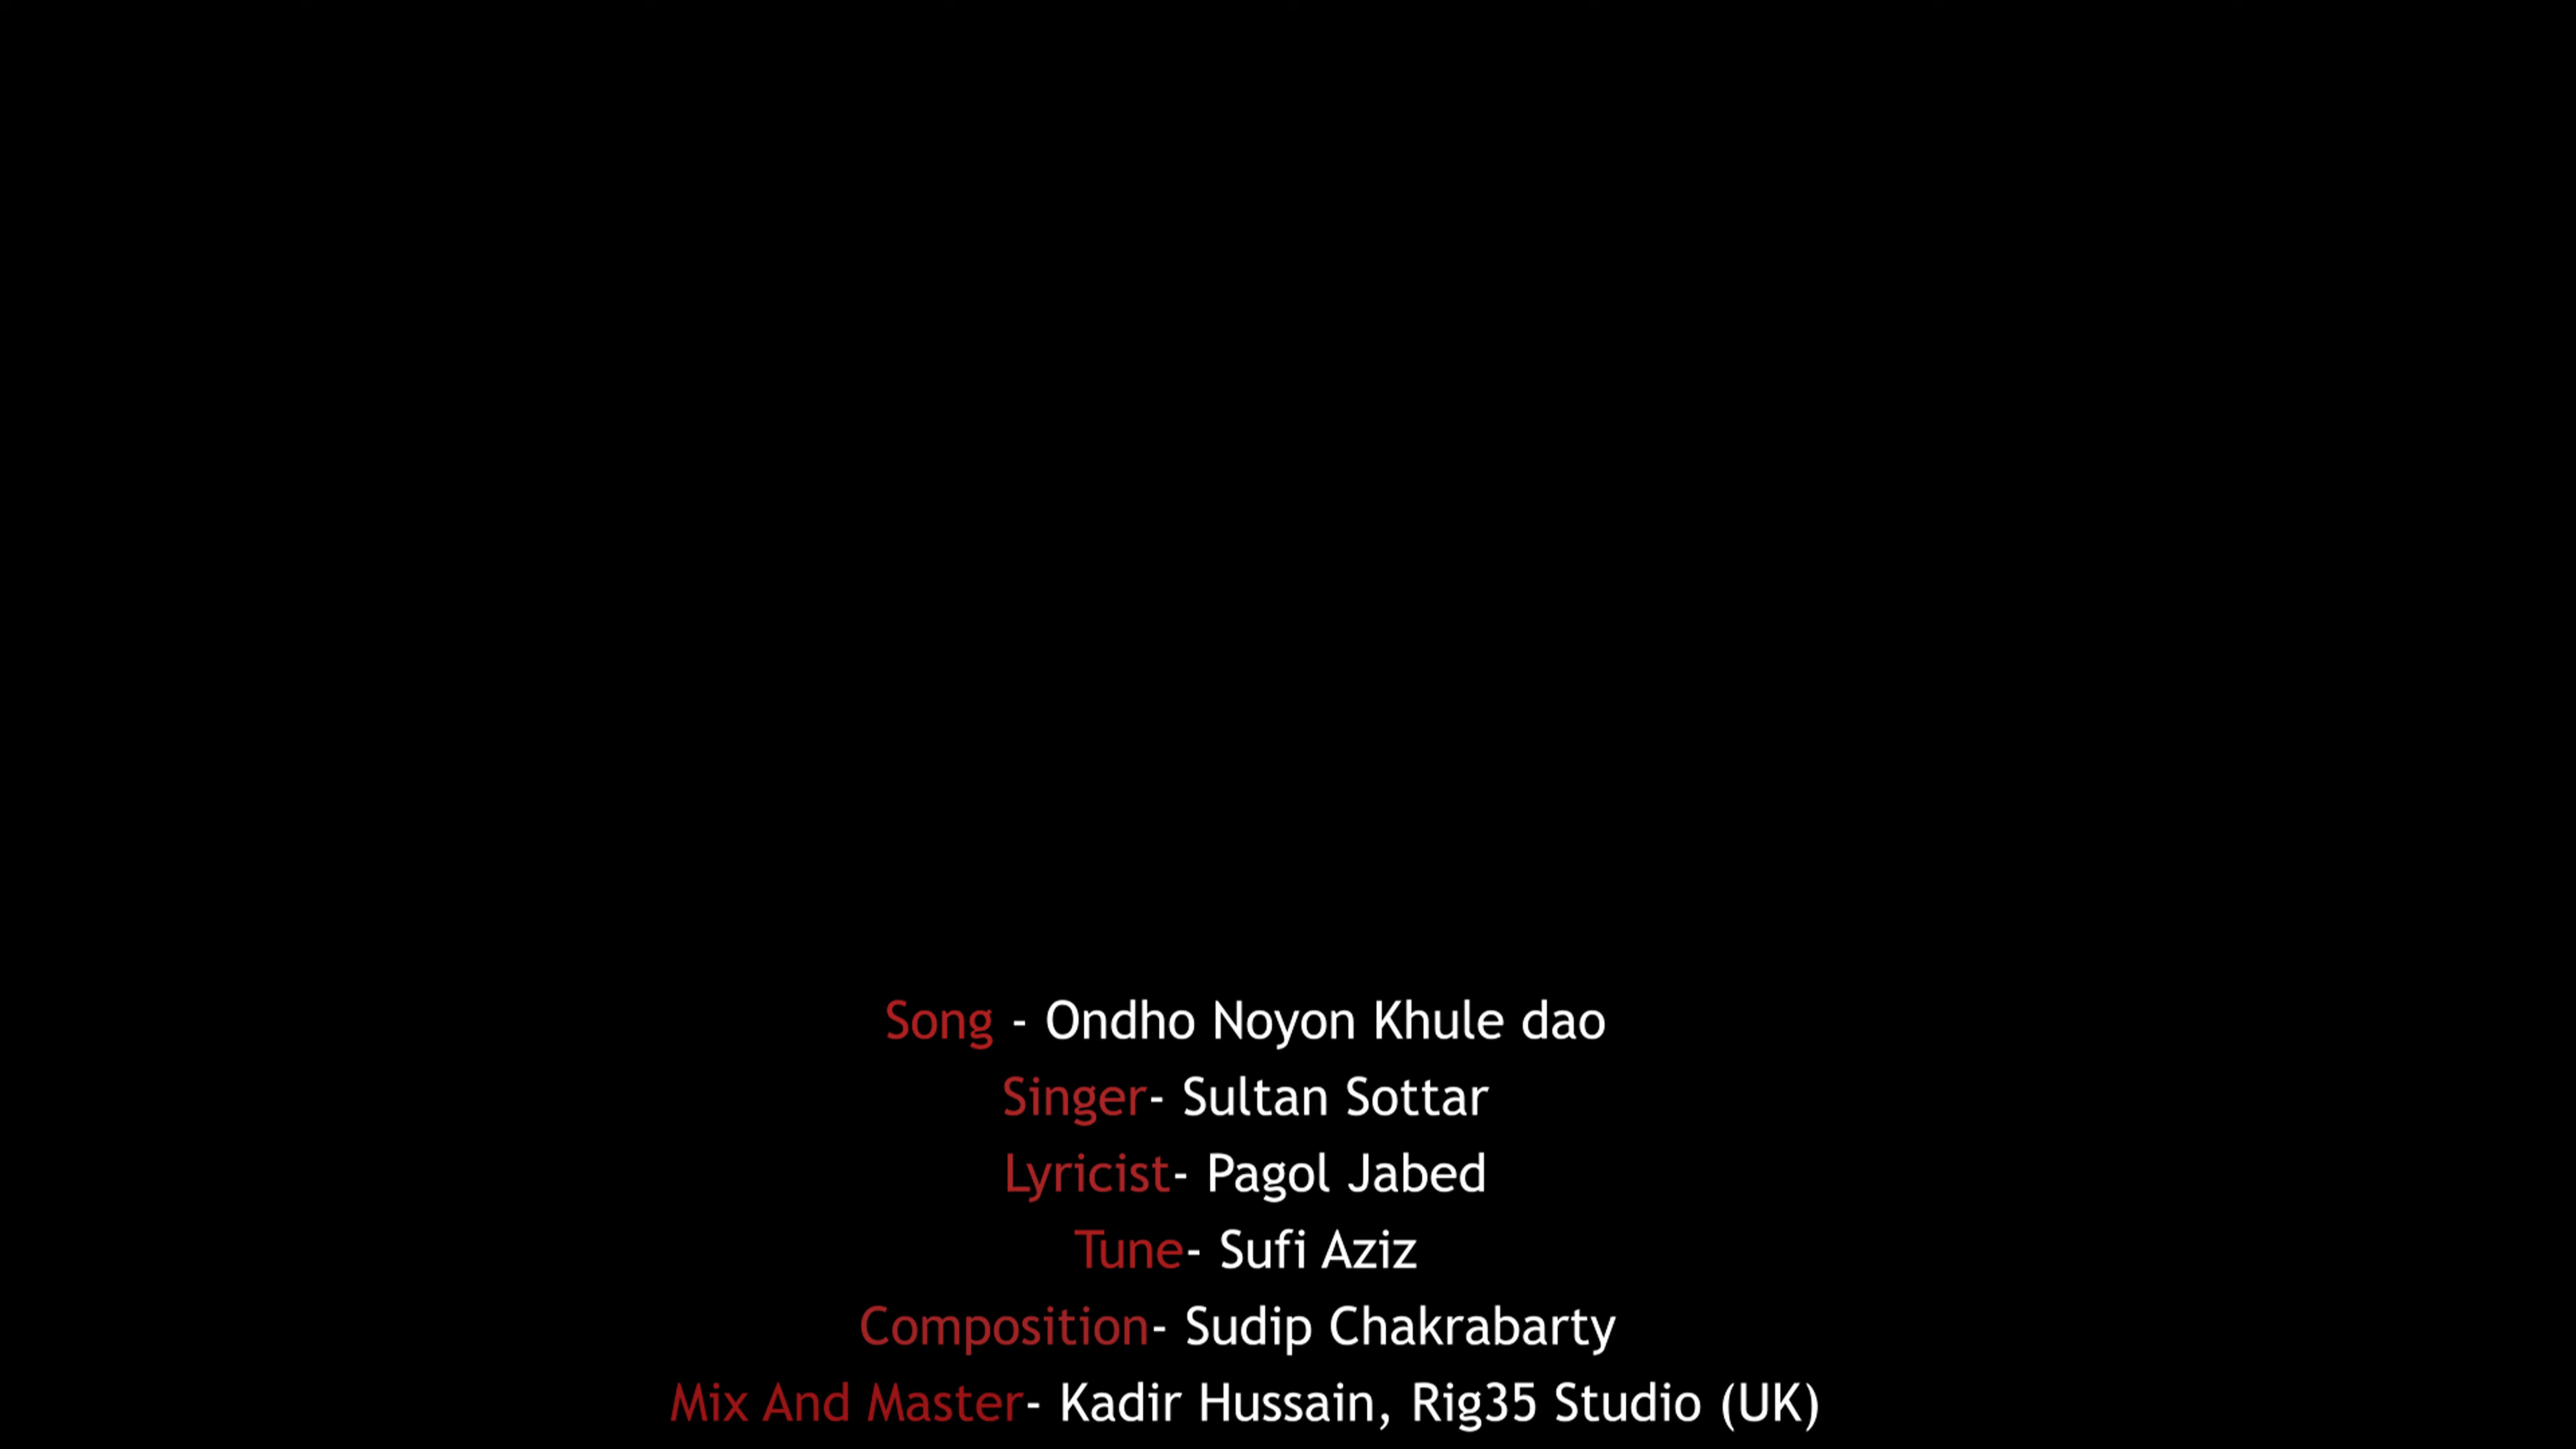 Song - Ondho Noyon Khule dao
Singer- Sultan Sottar
Lyricist- Pagol Jabed
Tune- Sufi Aziz
Composition- Sudip Chakrabarty
Mix And Master- Kadir Hussain, Rig35 Studio (UK)